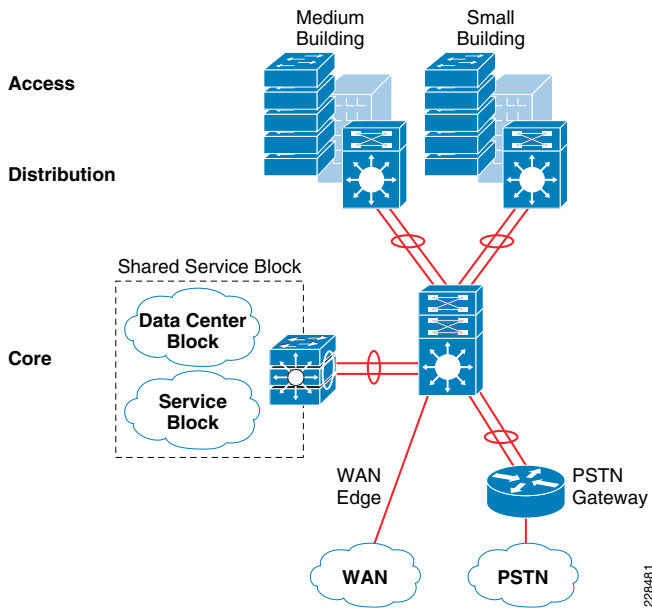 Medium
Building
Small
Building
Access
Distribution
Shared Service Block
Data Center
Block
Core
Service
Block
WAN
Edge
PSTN
Gateway
WAN
PSTN
228481